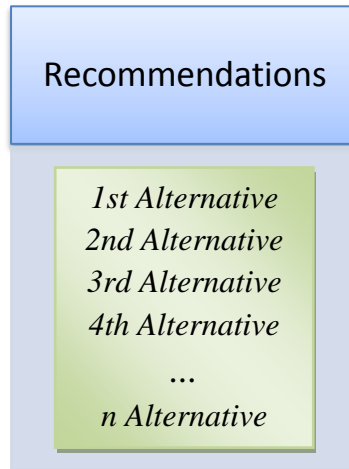 Recommendations
1st Alternative
2nd Alternative
3rd Alternative
4th Alternative
...
n Alternative